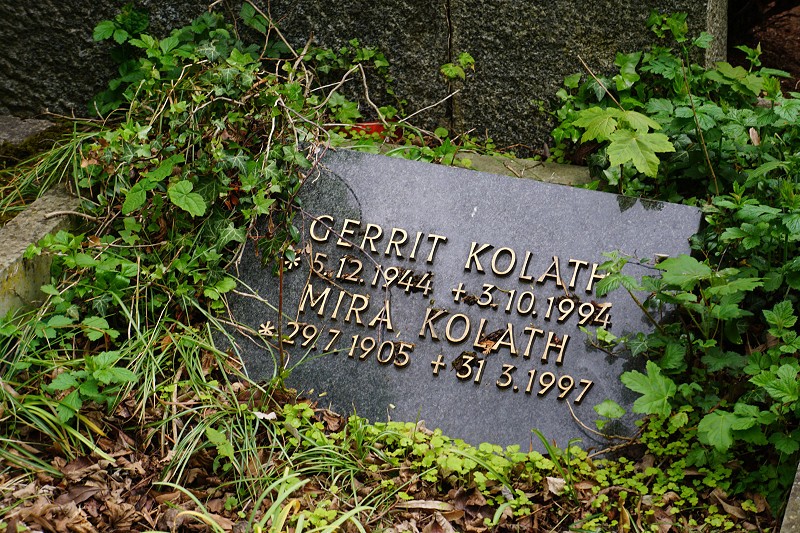 GERRIT KOLATH
* 5.12.1944 + 3.10.1994
MIRA KOLATH
* 29.7.1905 + 31 3.1997